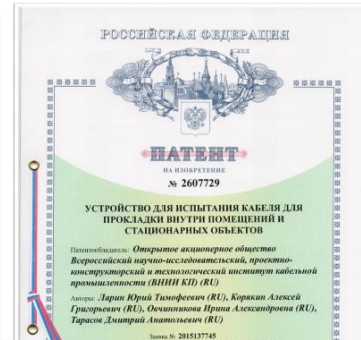 РОССИЙСКАЯ ФЕДЕРАЦИЯ
ПАТЕНТ
НА ИЗОБРЕТЕНИЕ
№ 2607729
УСТРОЙСТВО ДЛЯ ИСПЫТАНИЯ КАБЕЛЯ ДЛЯ
ПРОКЛАДКИ ВНУТРИ ПОМЕЩЕНИЙ И
СТАЦИОНАРНЫХ ОБЪЕКТОВ
Патентообладатель: Открытое акционерное общество
Всероссийский научно-исследовательский, проектно-
конструкторский и технологический институт кабельной
промышленности (ВНИИ КП) (RU)
Авторы: Ларин Юрий Тимофеевич (RU), Корякин Алексей
Григорьевич (RU), Овчинникова Ирина Александровна (RU),
Тарасов Дмитрий Анатольевич (RU)
Заявка № 2015137745